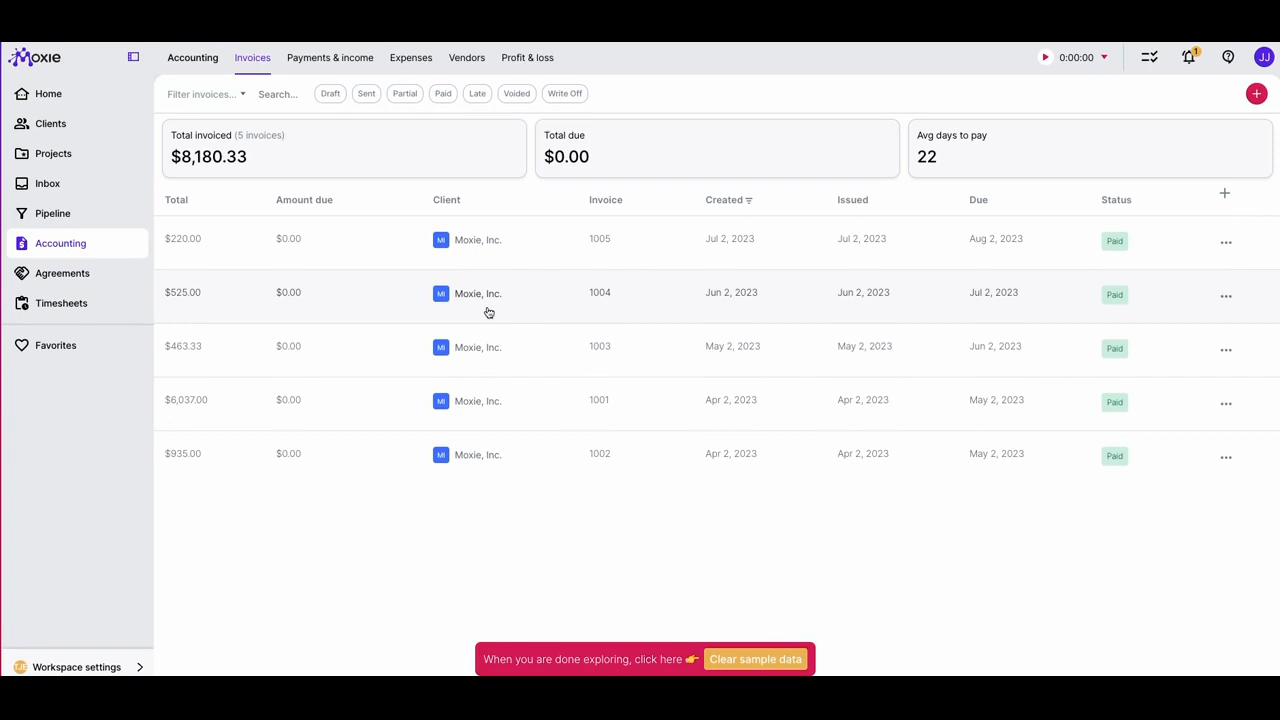 Moxie
Accounting Invoices Payments & income Expenses Vendors Profit & loss 0:00:00 1 JJ
Home
Clients
Projects
Inbox
Pipeline
Accounting
Agreements
Timesheets
Favorites
TJE Workspace settings
Filter invoices... Search... Draft Sent Partial Paid Late Voided Write Off
Total invoiced (5 invoices)
$8,180.33
Total due
$0.00
Avg days to pay
22
Total Amount due Client Invoice Created Issued Due Status
$220.00 $0.00 MI Moxie, Inc. 1005 Jul 2, 2023 Jul 2, 2023 Aug 2, 2023 Paid
$525.00 $0.00 MI Moxie, Inc. 1004 Jun 2, 2023 Jun 2, 2023 Jul 2, 2023 Paid
$463.33 $0.00 MI Moxie, Inc. 1003 May 2, 2023 May 2, 2023 Jun 2, 2023 Paid
$6,037.00 $0.00 MI Moxie, Inc. 1001 Apr 2, 2023 Apr 2, 2023 May 2, 2023 Paid
$935.00 $0.00 MI Moxie, Inc. 1002 Apr 2, 2023 Apr 2, 2023 May 2, 2023 Paid
When you are done exploring, click here 👉 Clear sample data